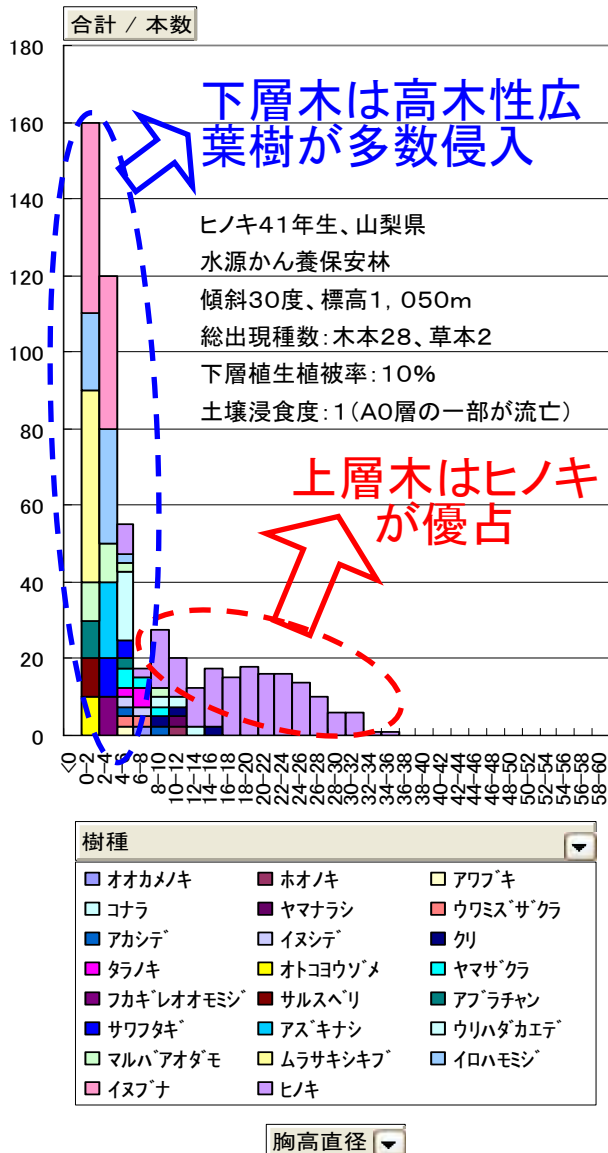 合計 / 本数
180
160
140
120
100
80
60
40
20
0
下層木は高木性広
葉樹が多数侵入
ヒノキ41年生、山梨県
水源かん養保安林
傾斜30度、標高1，050m
総出現種数：木本28、草本2
下層植生植被率：10%
土壌浸食度：1（A0層の一部が流亡）
上層木はヒノキ
が優占
<0
0-2
2-4
4-6
6-8
8-10
10-12
12-14
14-16
16-18
18-20
20-22
22-24
24-26
26-28
28-30
30-32
32-34
34-36
36-38
38-40
40-42
42-44
44-46
46-48
48-50
50-52
52-54
54-56
56-58
58-60
樹種
オオカメノキ ホオノキ アワブキ
コナラ ヤマナラシ ウワミズザクラ
アカシデ イヌシデ クリ
タラノキ オトコヨウゾメ ヤマザクラ
フカギレオオモミジ サルスベリ アブラチャン
サワフタギ アズキナシ ウリハダカエデ
マルバアオダモ ムラサキシキブ イロハモミジ
イヌブナ ヒノキ
胸高直径